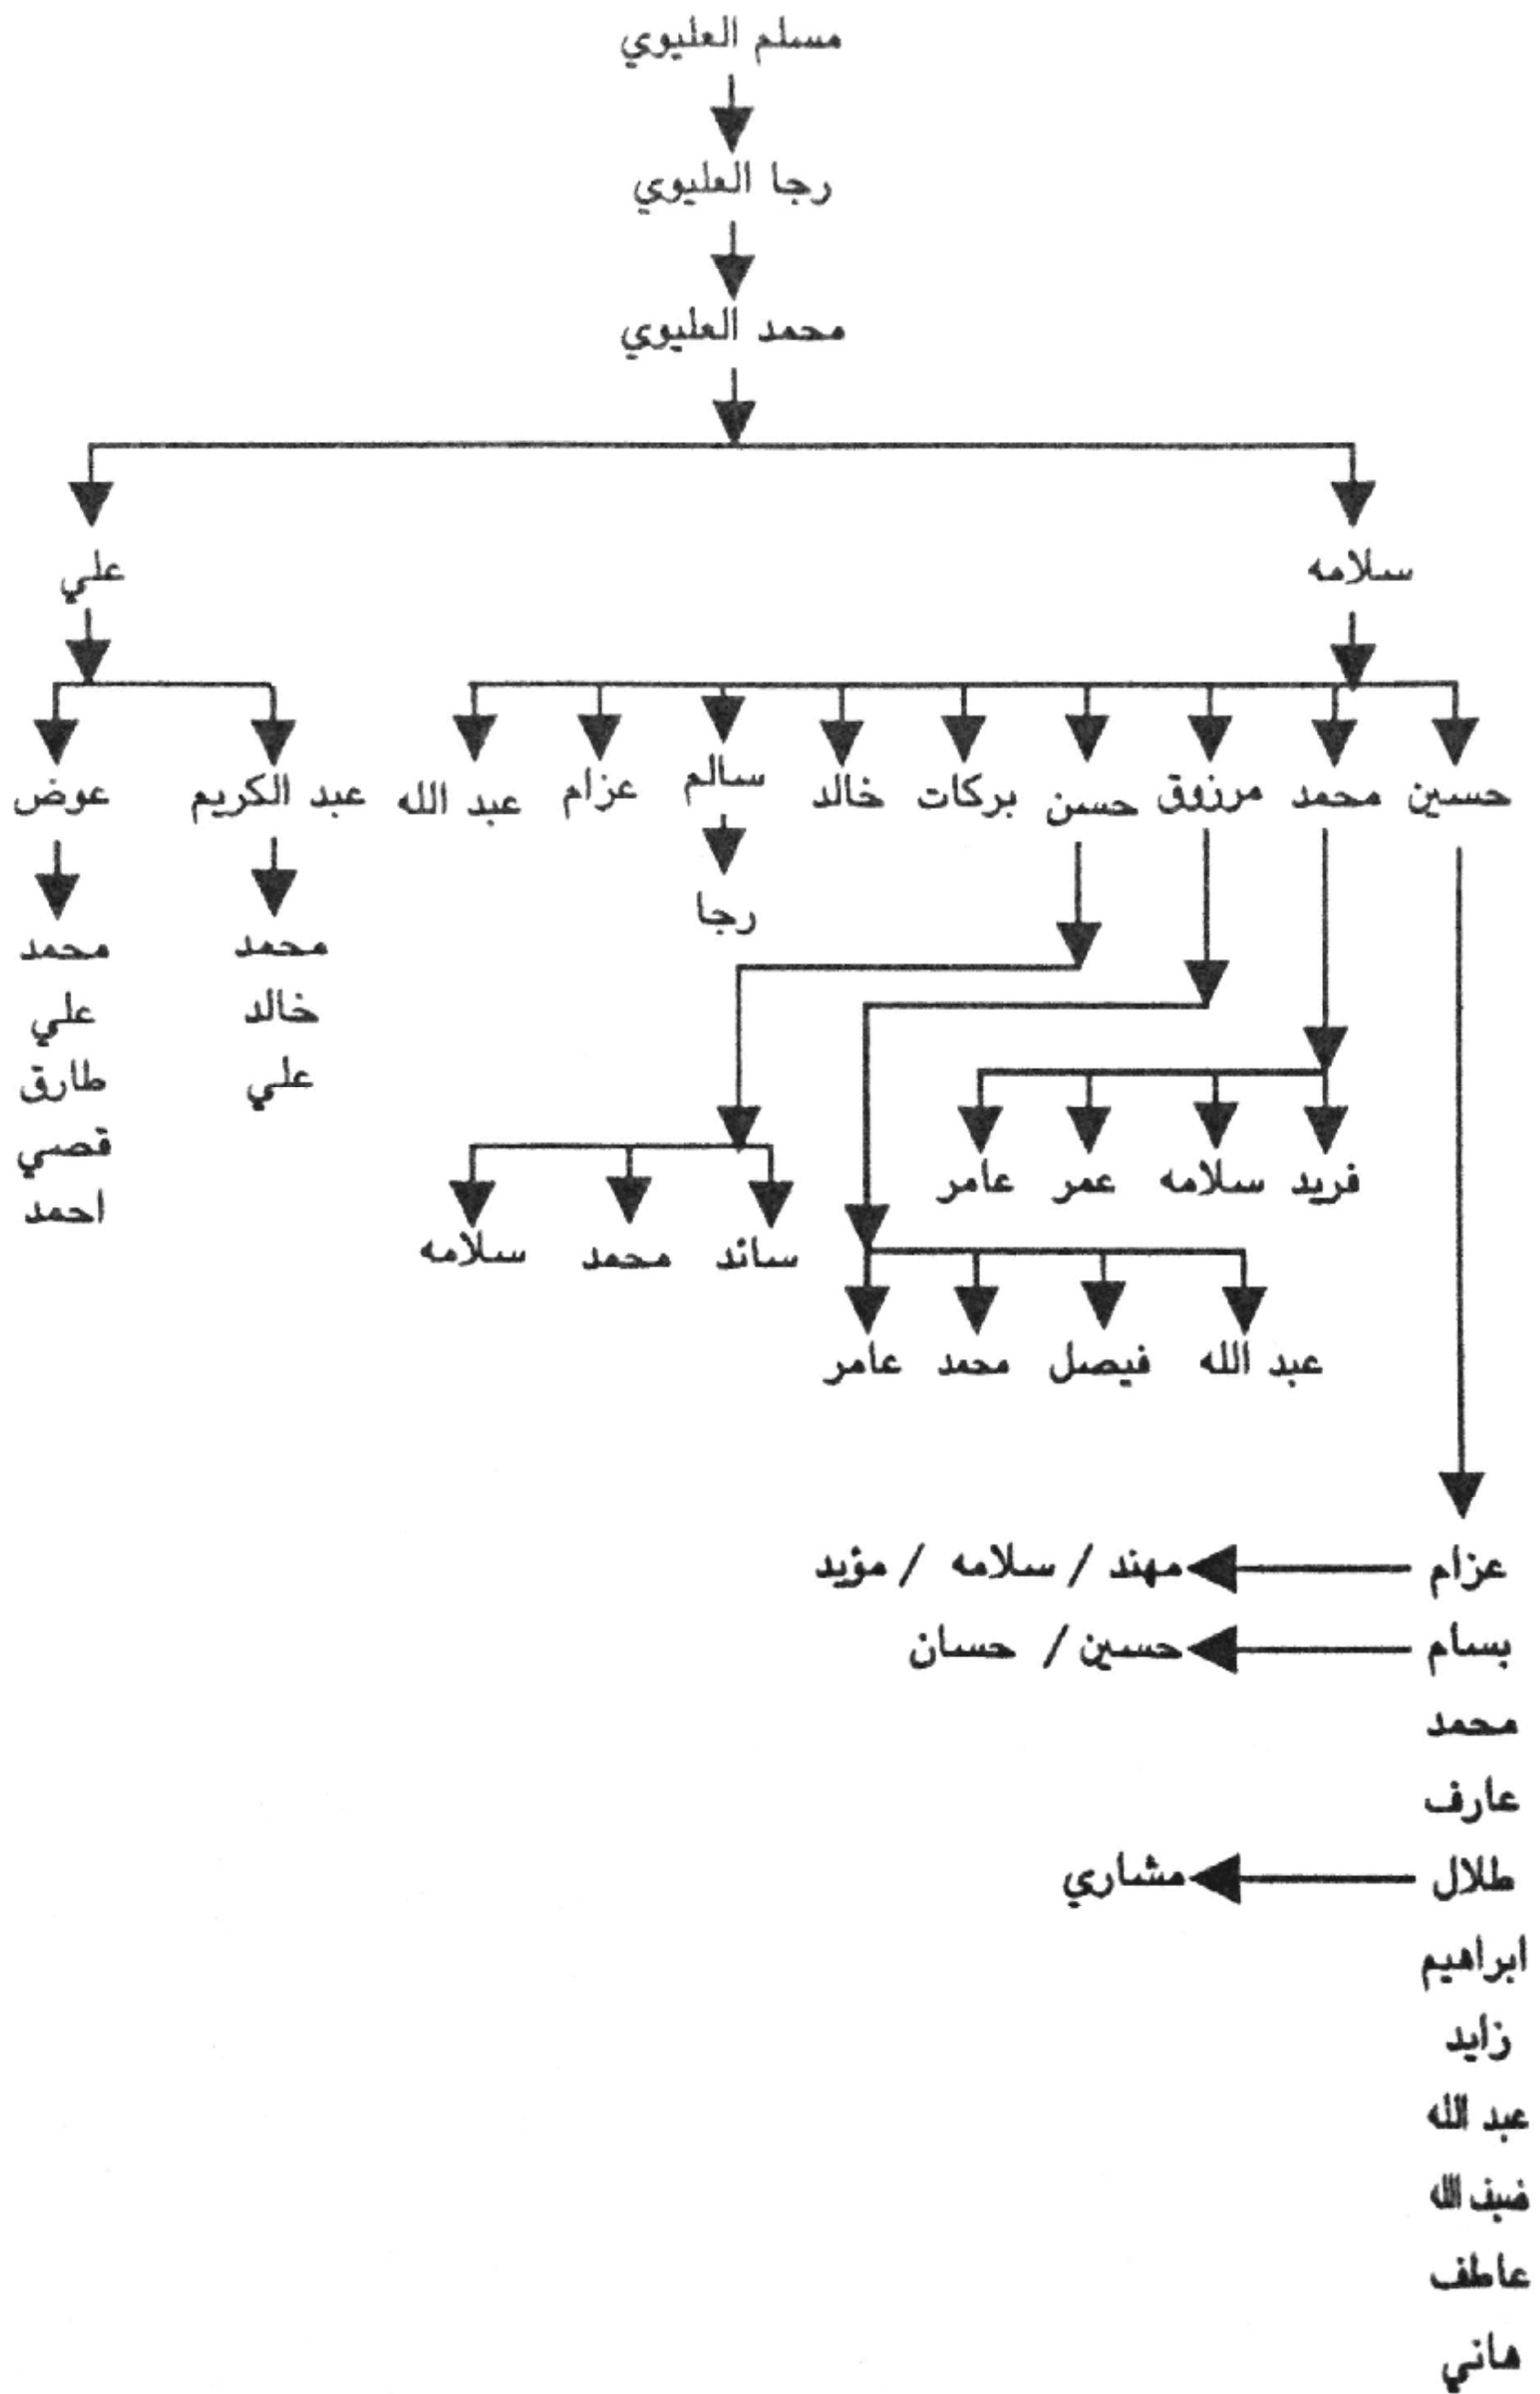 مسلم العليوي
رجا العليوي
محمد العليوي
سلامه علي
حسين محمد مرزوق حسن بركات خالد سالم عزام عبد الله عبد الكريم عوض
رجا
محمد محمد
خالد علي
علي طارق
قصي
احمد
فريد سلامه عمر عامر
سائد محمد سلامه
عبد الله فيصل محمد عامر
عزام مهند / سلامه / مؤيد
بسام حسين / حسان
محمد
عارف
طلال مشاري
ابراهيم
زايد
عبد الله
ضيف الله
عاطف
هاني